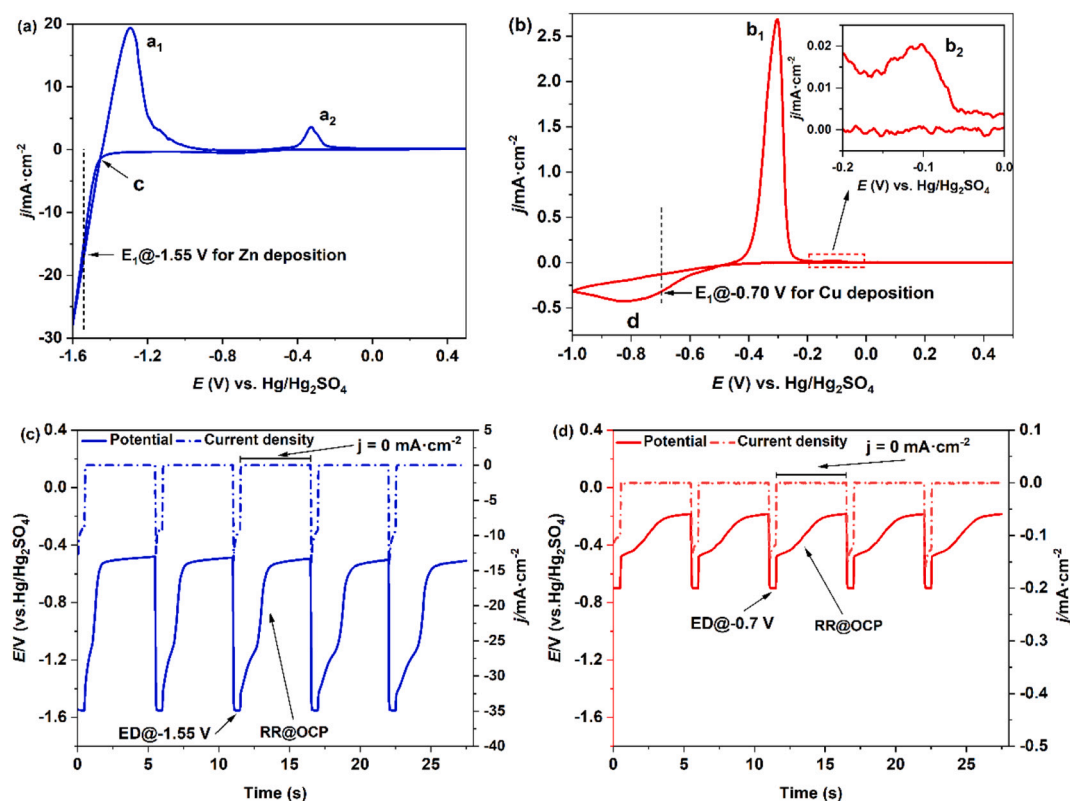 (a)
a₁
a₂
c
E₁@-1.55 V for Zn deposition
j/mA·cm⁻²
20
10
0
-10
-20
-30
-1.6
-1.2
-0.8
-0.4
0.0
0.4
E (V) vs. Hg/Hg₂SO₄
(b)
b₁
b₂
d
E₁@-0.70 V for Cu deposition
j/mA·cm⁻²
2.5
2.0
1.5
1.0
0.5
0.0
-0.5
-1.0
-0.8
-0.6
-0.4
-0.2
0.0
0.2
0.4
E (V) vs. Hg/Hg₂SO₄
j/mA·cm⁻²
0.02
0.01
0.00
-0.2
-0.1
0.0
E (V) vs. Hg/Hg₂SO₄
(c)
Potential
Current density
j = 0 mA·cm⁻²
ED@-1.55 V
RR@OCP
E/V (vs.Hg/Hg₂SO₄)
0.0
-0.4
-0.8
-1.2
-1.6
5
0
-5
-10
-15
-20
-25
-30
-35
-40
j/mA·cm⁻²
0
5
10
15
20
25
Time (s)
(d)
Potential
Current density
j = 0 mA·cm⁻²
ED@-0.7 V
RR@OCP
E/V (vs.Hg/Hg₂SO₄)
0.0
-0.4
-0.8
-1.2
-1.6
0.1
0.0
-0.1
-0.2
-0.3
-0.4
-0.5
j/mA·cm⁻²
0
5
10
15
20
25
Time (s)